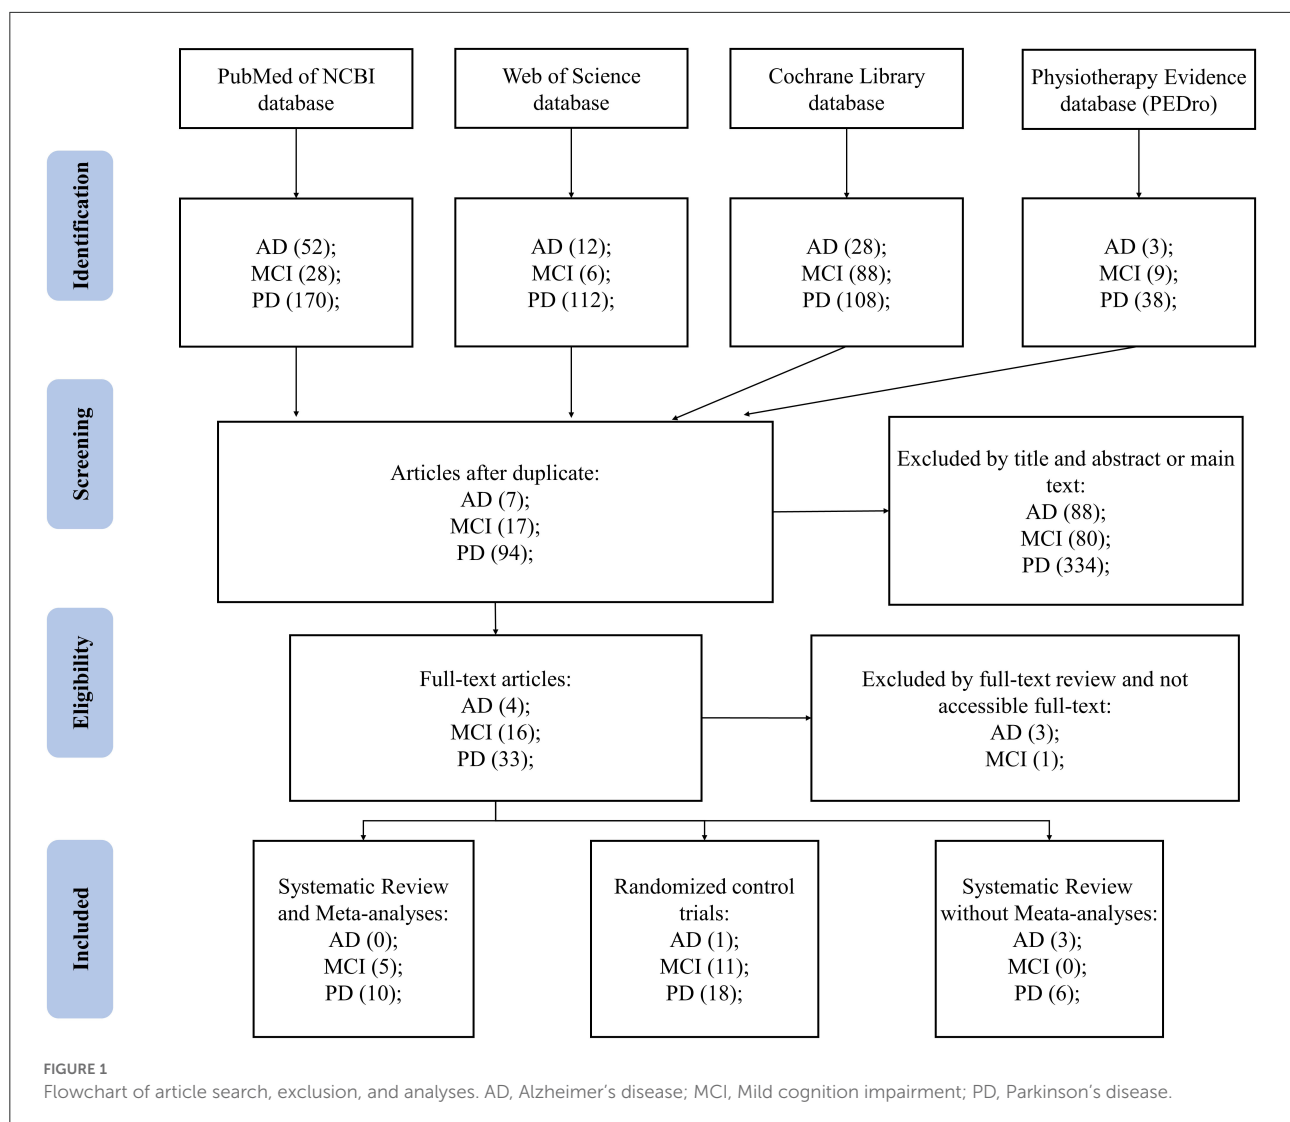 PubMed of NCBI
database
Web of Science
database
Cochrane Library
database
Physiotherapy Evidence
database (PEDro)
Identification
AD (52);
MCI (28);
PD (170);
AD (12);
MCI (6);
PD (112);
AD (28);
MCI (88);
PD (108);
AD (3);
MCI (9);
PD (38);
Screening
Articles after duplicate:
AD (7);
MCI (17);
PD (94);
Excluded by title and abstract or main
text:
AD (88);
MCI (80);
PD (334);
Eligibility
Full-text articles:
AD (4);
MCI (16);
PD (33);
Excluded by full-text review and not
accessible full-text:
AD (3);
MCI (1);
Included
Systematic Review
and Meta-analyses:
AD (0);
MCI (5);
PD (10);
Randomized control
trials:
AD (1);
MCI (11);
PD (18);
Systematic Review
without Meata-analyses:
AD (3);
MCI (0);
PD (6);
FIGURE 1
Flowchart of article search, exclusion, and analyses. AD, Alzheimer's disease; MCI, Mild cognition impairment; PD, Parkinson's disease.